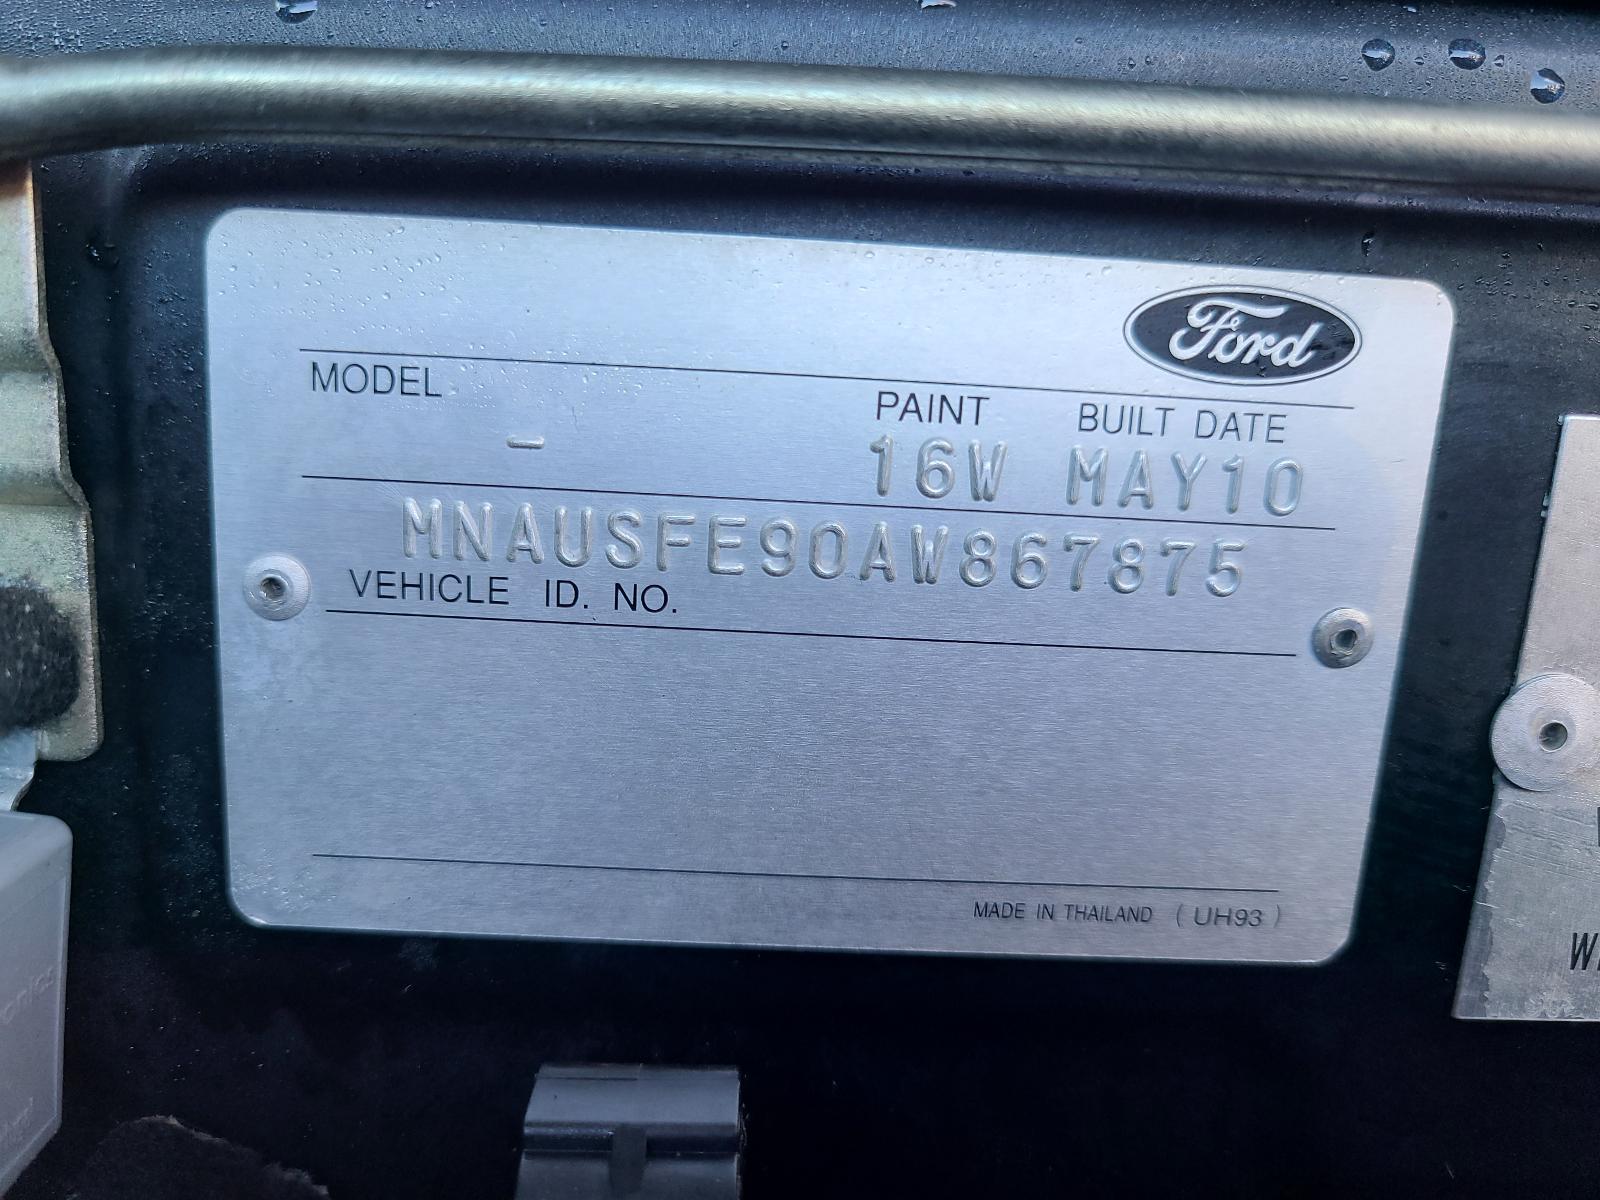 Ford
MODEL PAINT BUILT DATE
- 16W MAY10
MNAUSFE90AW867875
VEHICLE ID. NO.
MADE IN THAILAND (UH93)